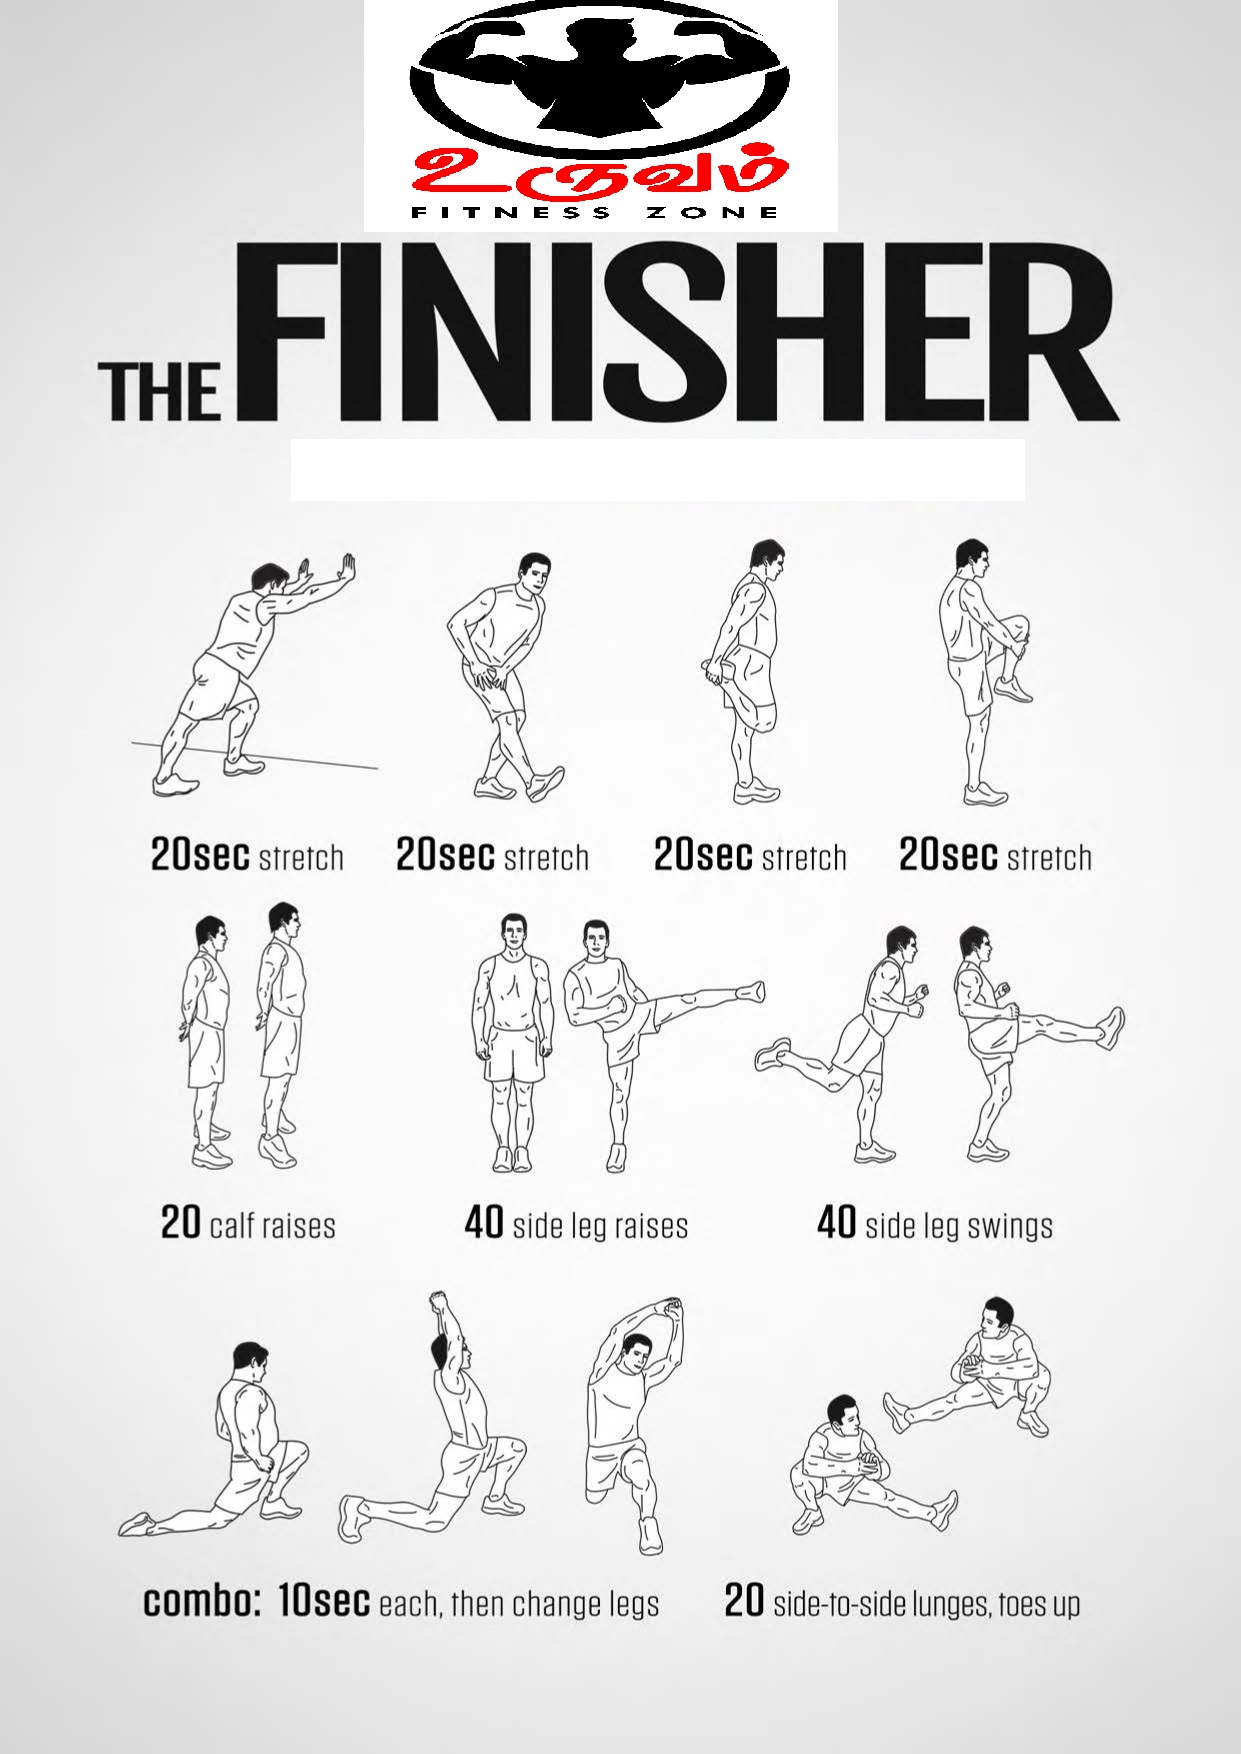 உருவம்
FITNESS ZONE
THE FINISHER
20sec stretch 20sec stretch 20sec stretch 20sec stretch
20 calf raises 40 side leg raises 40 side leg swings
combo: 10sec each, then change legs 20 side-to-side lunges, toes up